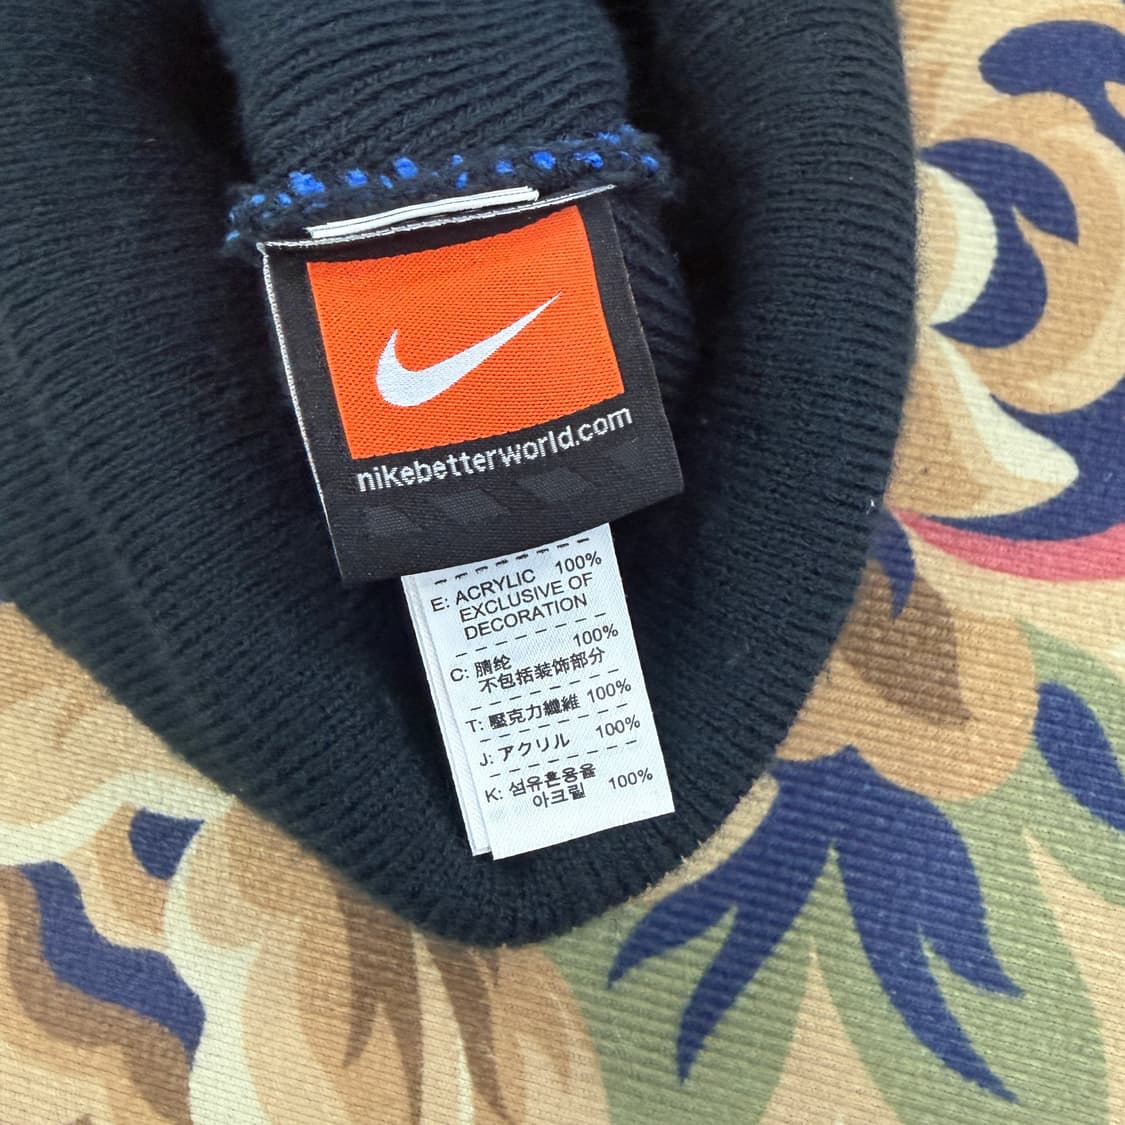 nikebetterworld.com
E: ACRYLIC 100%
EXCLUSIVE OF
DECORATION
100%
C: 腈纶
不包括装饰部分
T: 壓克力纖維 100%
J: アクリル 100%
K: 섬유혼용율
아크릴 100%